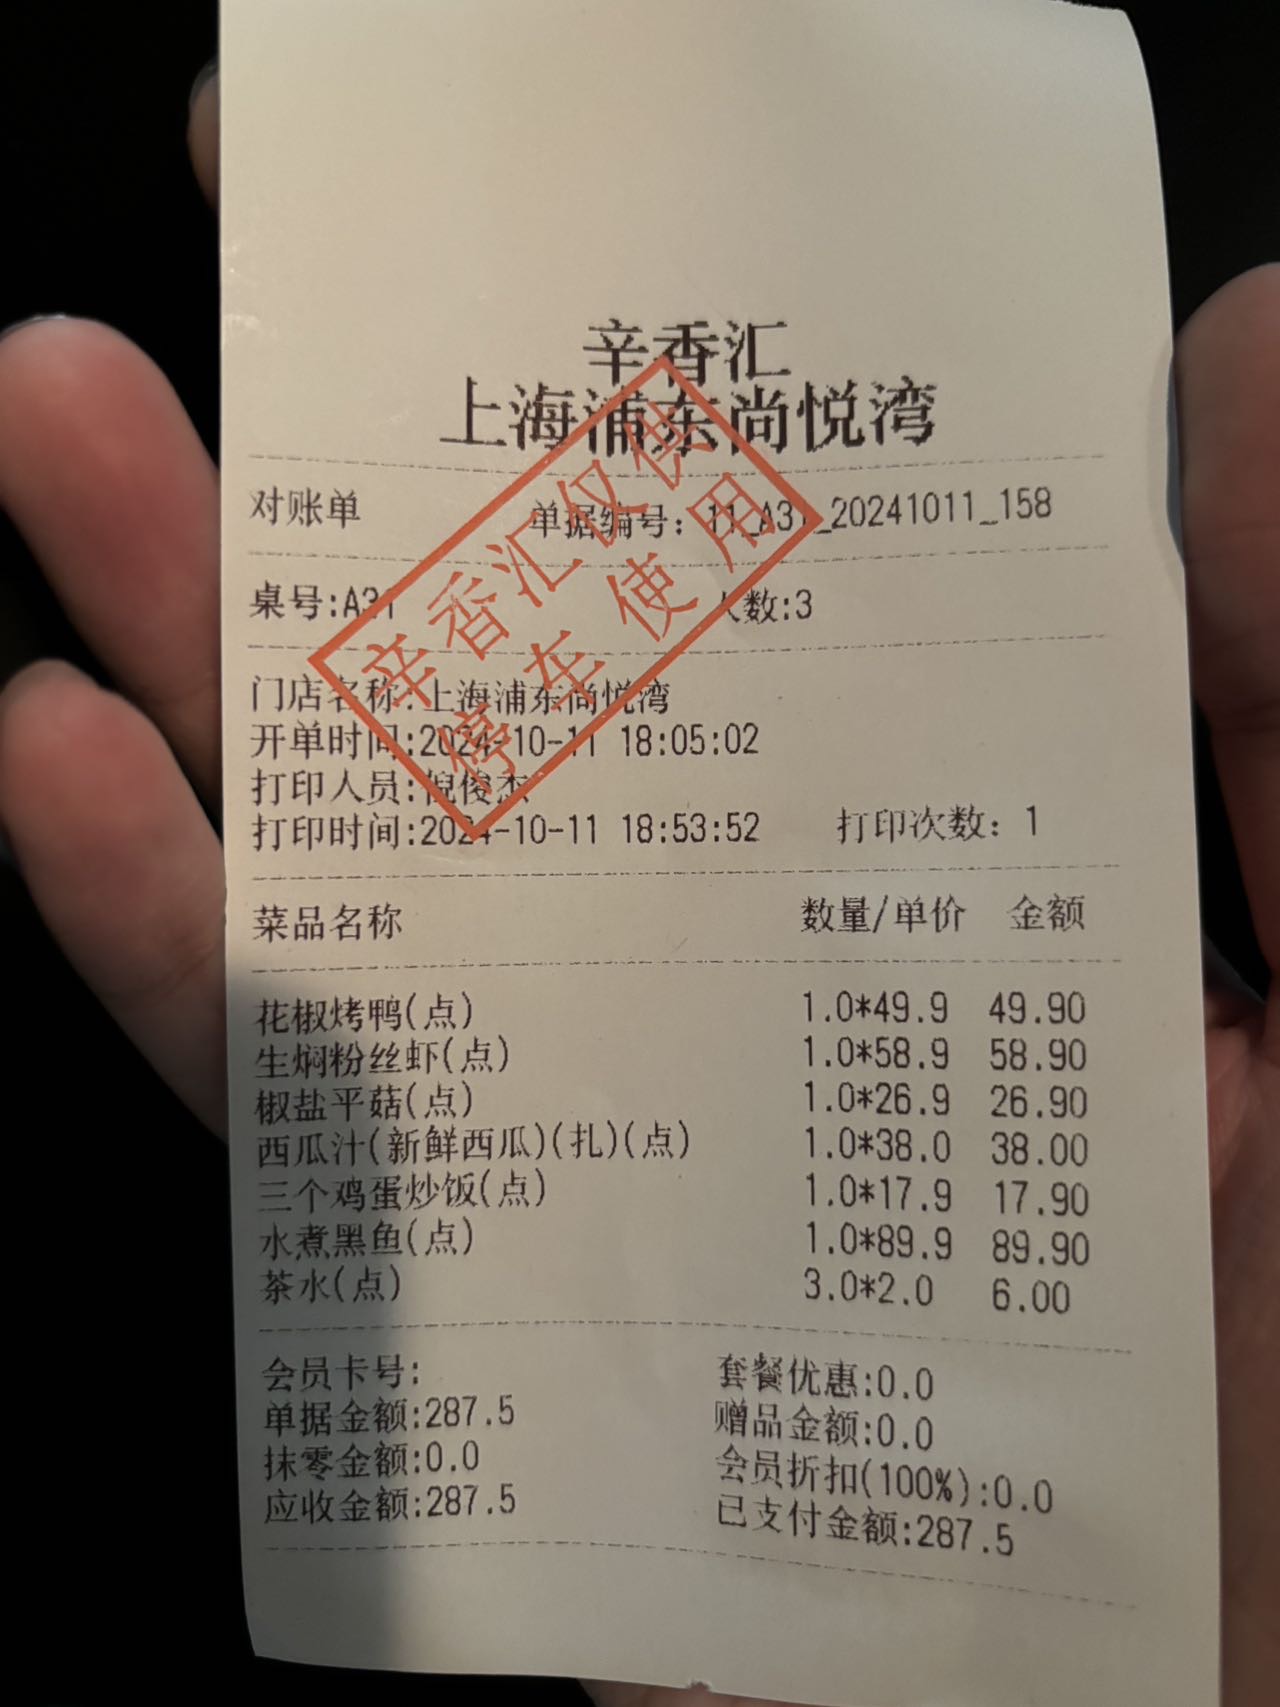 辛香汇
上海浦东尚悦湾
对账单 单据编号: 11_A31_20241011_158
桌号:A31 人数:3
辛香汇仅供
停车使用
门店名称:上海浦东尚悦湾
开单时间:2024-10-11 18:05:02
打印人员:倪俊杰
打印时间:2024-10-11 18:53:52 打印次数: 1
菜品名称 数量/单价 金额
花椒烤鸭(点) 1.0*49.9 49.90
生焖粉丝虾(点) 1.0*58.9 58.90
椒盐平菇(点) 1.0*26.9 26.90
西瓜汁(新鲜西瓜)(扎)(点) 1.0*38.0 38.00
三个鸡蛋炒饭(点) 1.0*17.9 17.90
水煮黑鱼(点) 1.0*89.9 89.90
茶水(点) 3.0*2.0 6.00
会员卡号: 套餐优惠:0.0
单据金额:287.5 赠品金额:0.0
抹零金额:0.0 会员折扣(100%):0.0
应收金额:287.5 已支付金额:287.5